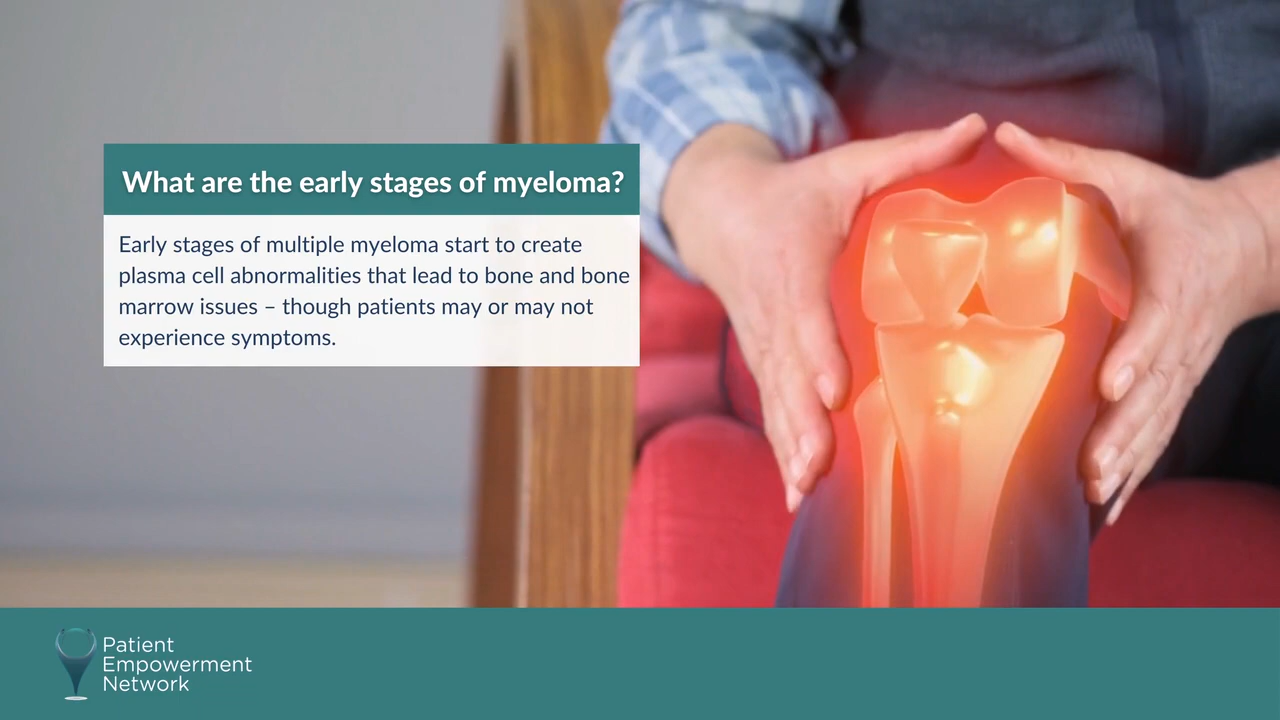 What are the early stages of myeloma?
Early stages of multiple myeloma start to create
plasma cell abnormalities that lead to bone and bone
marrow issues – though patients may or may not
experience symptoms.
Patient
Empowerment
Network